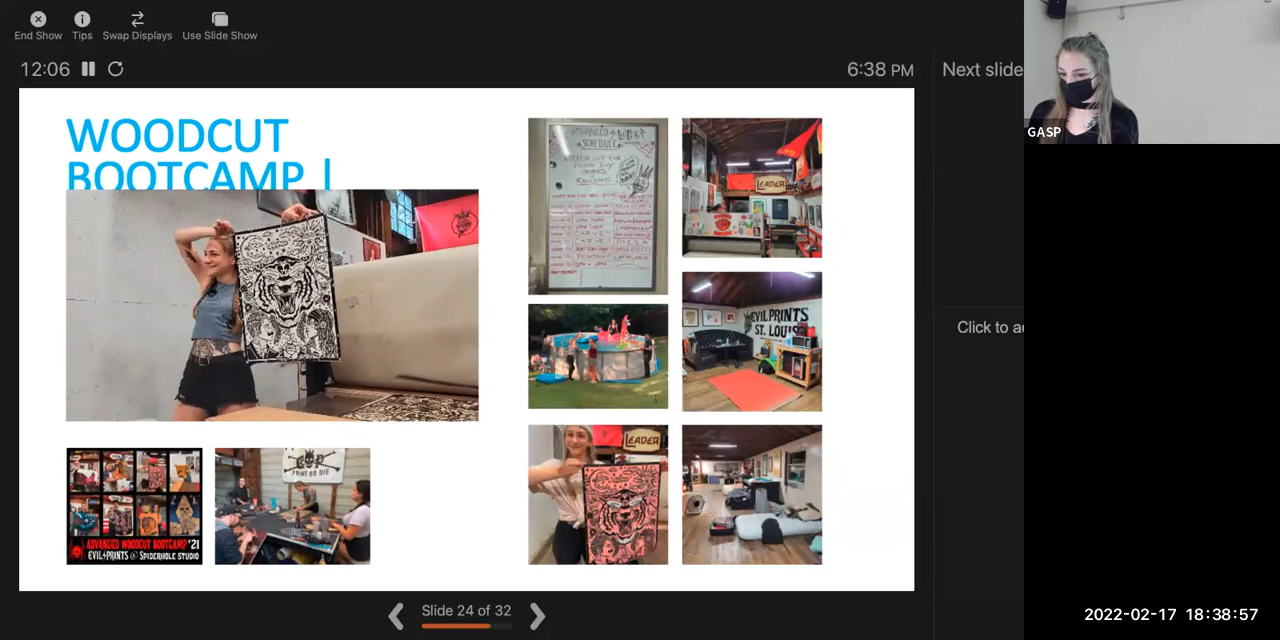 End Show
Tips
Swap Displays
Use Slide Show
12:06
6:38 PM
Next slide
GASP
WOODCUT
BOOTCAMP |
SCHEDULE
LEADER
EVIL PRINTS
ST. LOUIS
LEADER
PRINT OR DIE
ADVANCED WOODCUT BOOTCAMP '21
EVIL PRINTS @ SPIDERHOLE STUDIO
Click to a
Slide 24 of 32
2022-02-17 18:38:57